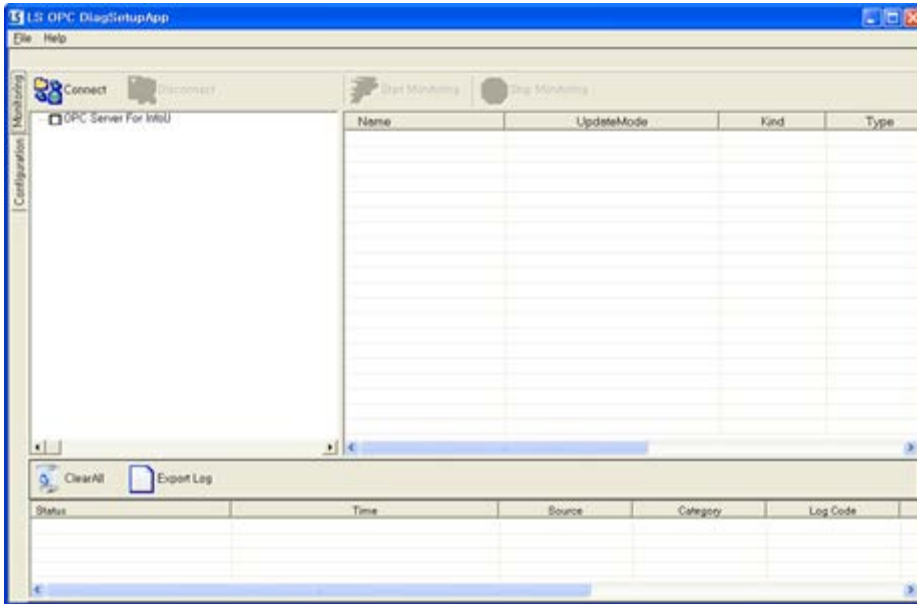 LS OPC DiagSetupApp
File Help
Monitoring
Configuration
Connect Disconnect Start Monitoring Stop Monitoring
OPC Server For InfoU
Name UpdateMode Kind Type
ClearAll Export Log
Status Time Source Category Log Code